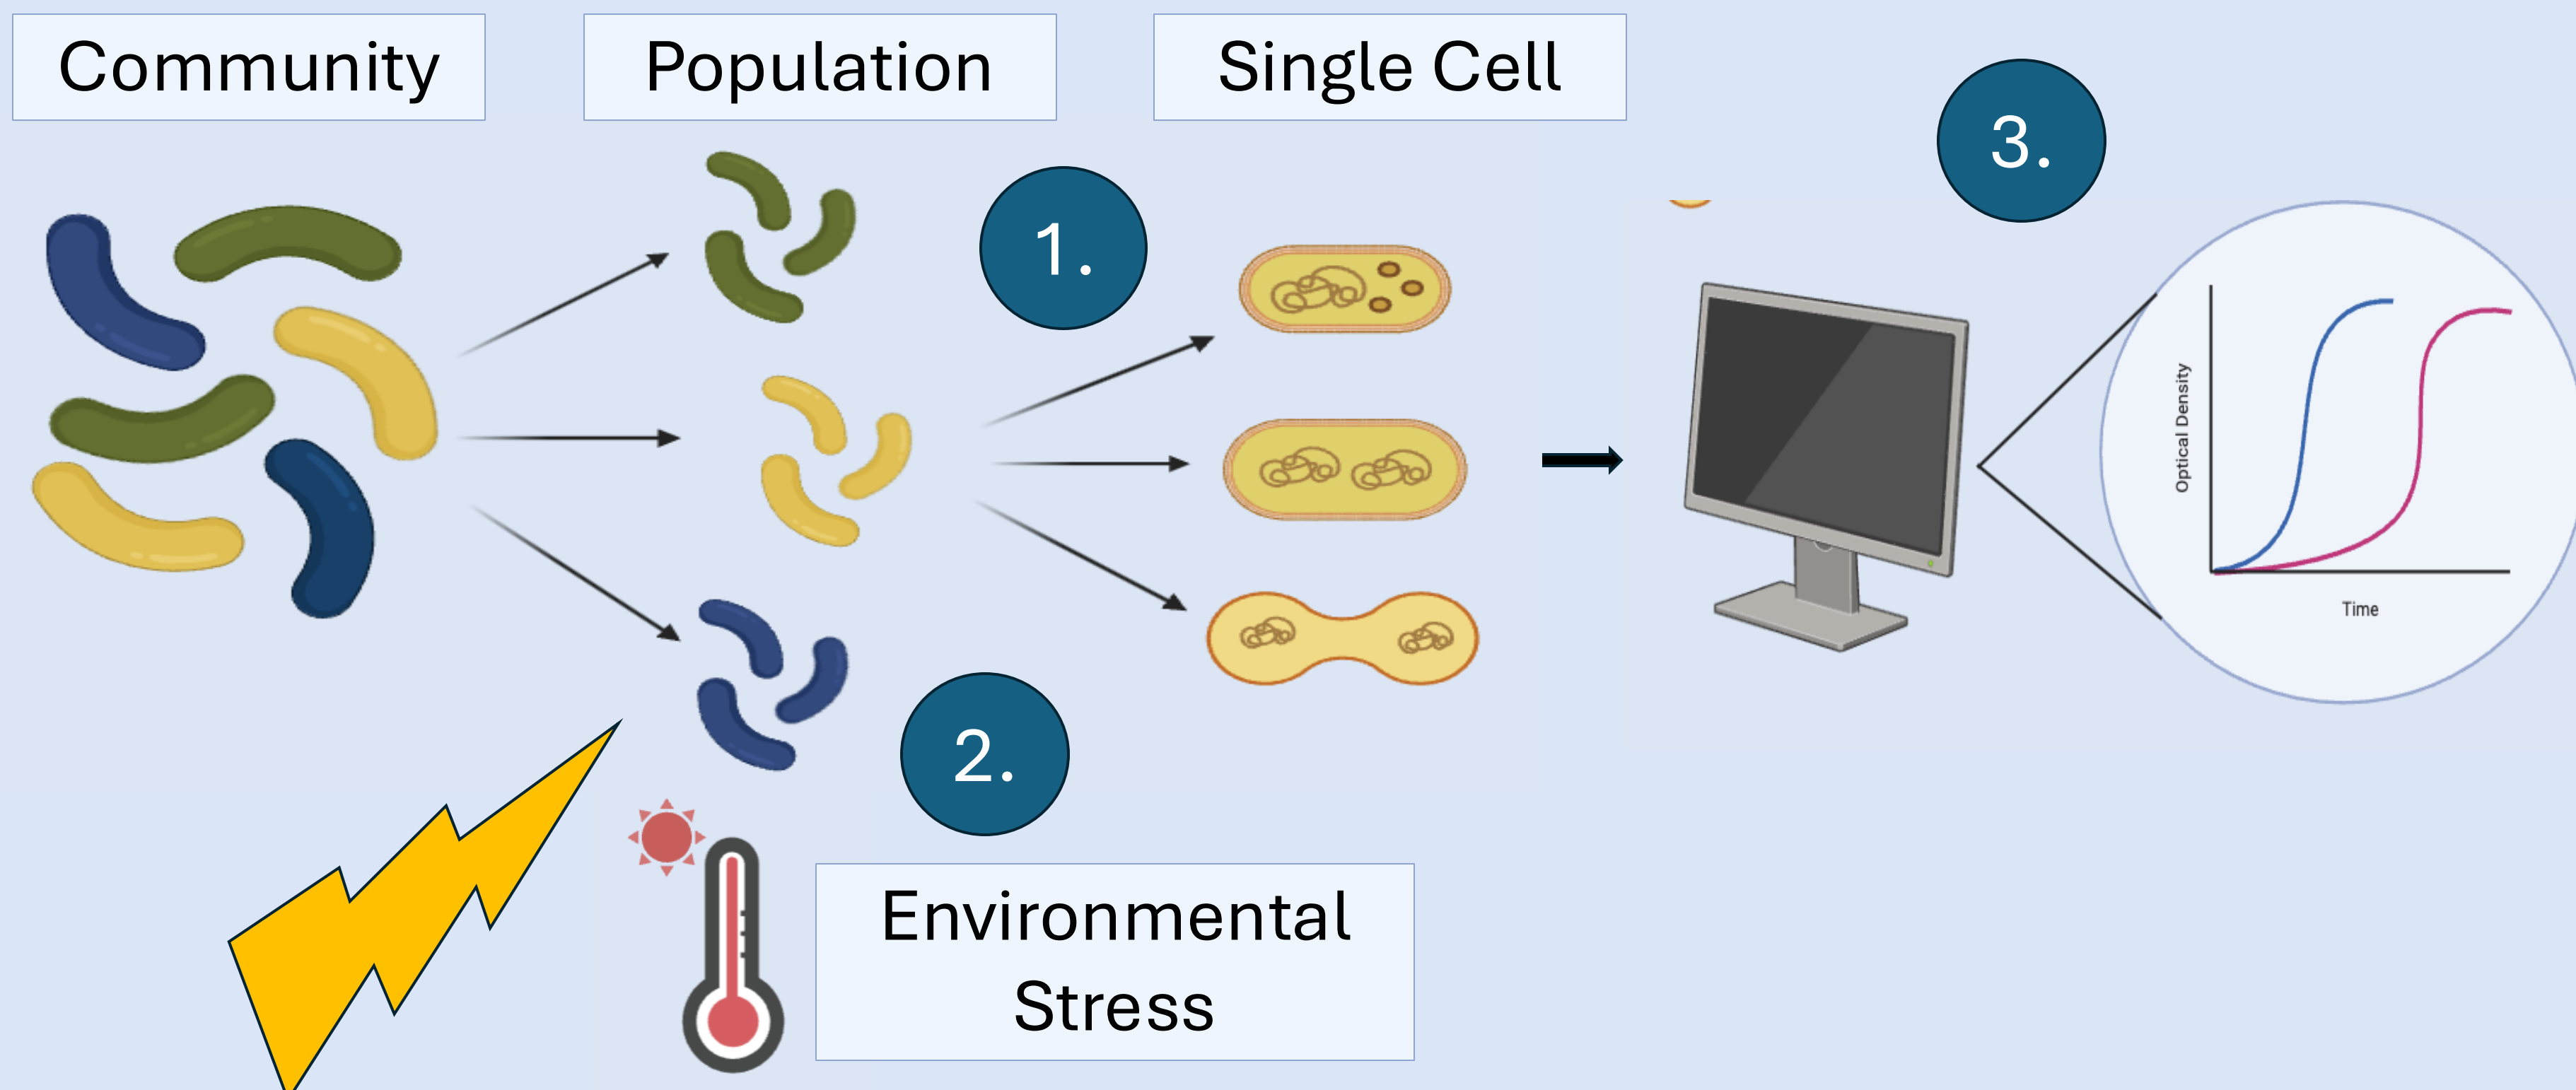 Community
Population
Single Cell
1.
3.
Optical Density
Time
2.
Environmental
Stress